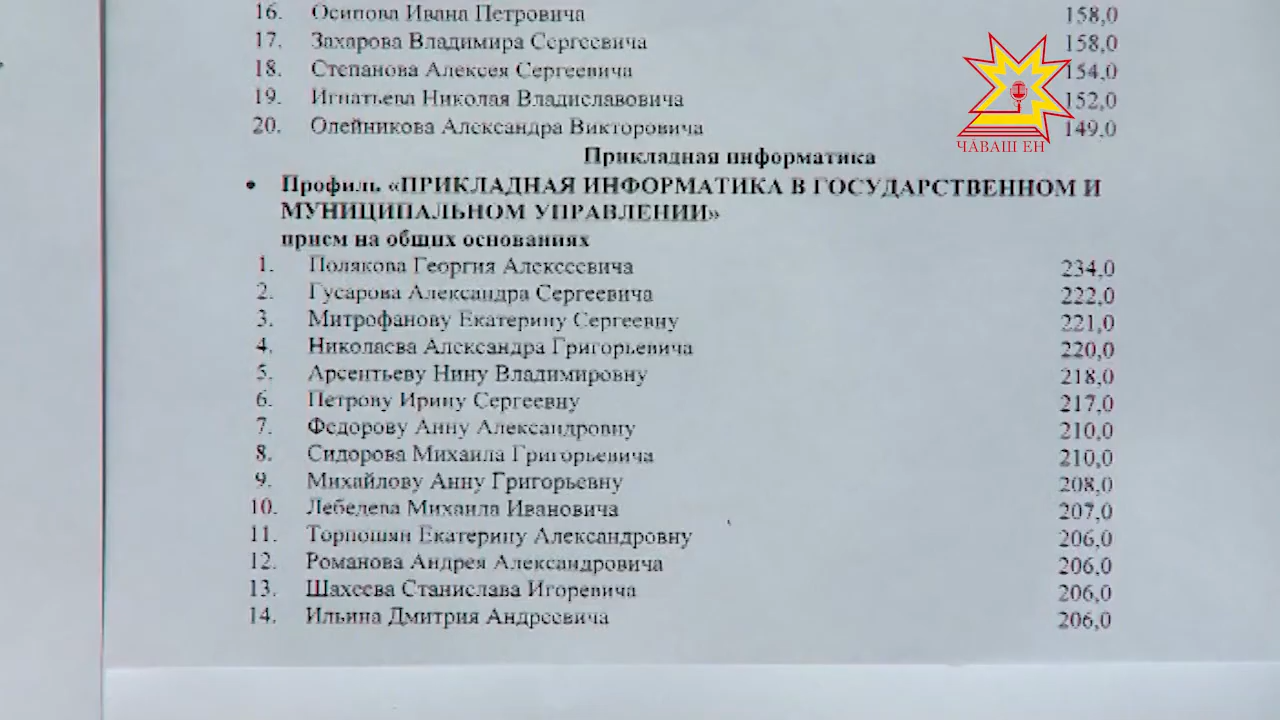 16. Осипова Ивана Петровича 158,0
17. Захарова Владимира Сергеевича 158,0
18. Степанова Алексея Сергеевича 154,0
19. Игнатьева Николая Владиславовича 152,0
20. Олейникова Александра Викторовича 149,0
ЧӐВАШ ЕН
Прикладная информатика
• Профиль «ПРИКЛАДНАЯ ИНФОРМАТИКА В ГОСУДАРСТВЕННОМ И
МУНИЦИПАЛЬНОМ УПРАВЛЕНИИ»
прием на общих основаниях
1. Полякова Георгия Алексеевича 234,0
2. Гусарова Александра Сергеевича 222,0
3. Митрофанову Екатерину Сергеевну 221,0
4. Николаева Александра Григорьевича 220,0
5. Арсентьеву Нину Владимировну 218,0
6. Петрову Ирину Сергеевну 217,0
7. Федорову Анну Александровну 210,0
8. Сидорова Михаила Григорьевича 210,0
9. Михайлову Анну Григорьевну 208,0
10. Лебедева Михаила Ивановича 207,0
11. Торпошян Екатерину Александровну 206,0
12. Романова Андрея Александровича 206,0
13. Шахеева Станислава Игоревича 206,0
14. Ильина Дмитрия Андреевича 206,0